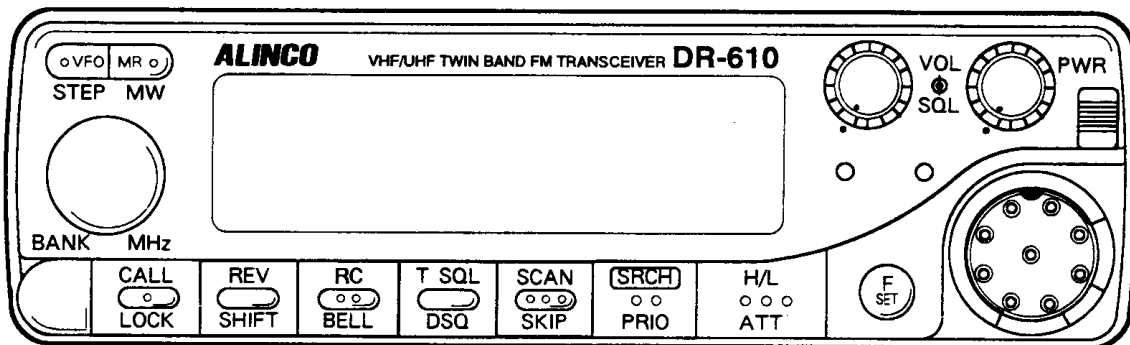 VFO MR
STEP MW
ALINCO VHF/UHF TWIN BAND FM TRANSCEIVER DR-610
VOL
SQL
PWR
BANK MHz
CALL
LOCK
REV
SHIFT
RC
BELL
T SQL
DSQ
SCAN
SKIP
SRCH
PRIO
H/L
ATT
F
SET